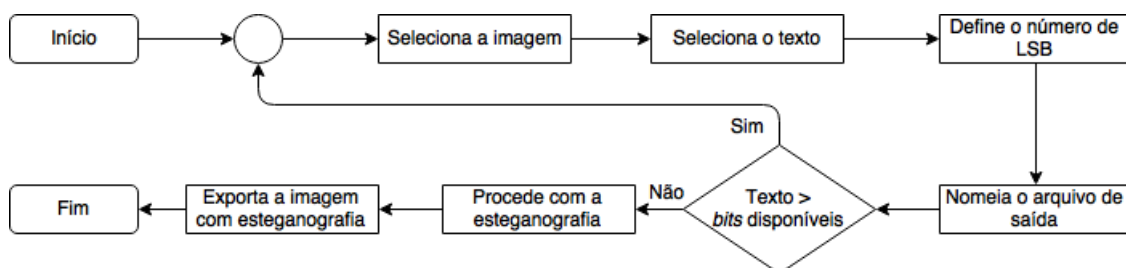 Início
Seleciona a imagem
Seleciona o texto
Define o número de
LSB
Sim
Fim
Exporta a imagem
com esteganografia
Procede com a
esteganografia
Não
Texto >
bits disponíveis
Nomeia o arquivo de
saída